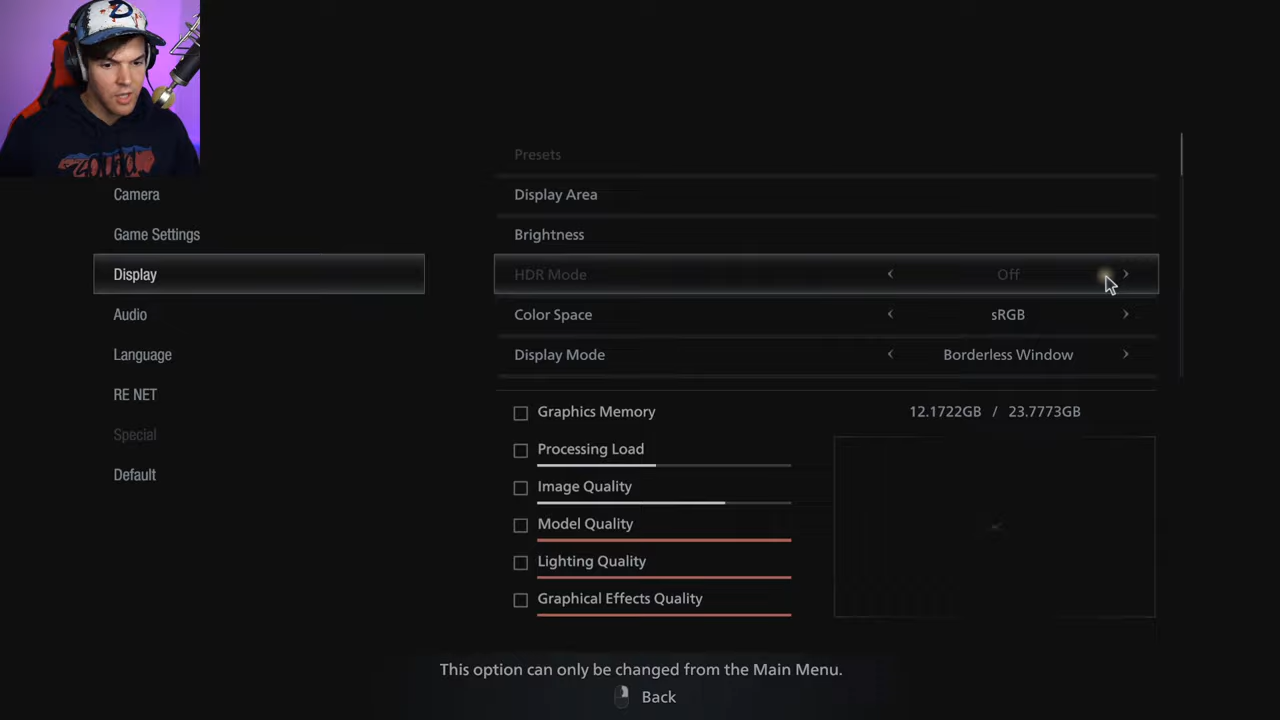 Presets
Camera
Display Area
Game Settings
Brightness
Display
HDR Mode Off
Audio
Color Space sRGB
Language
Display Mode Borderless Window
RE NET
Special
Default
Graphics Memory 12.1722GB / 23.7773GB
Processing Load
Image Quality
Model Quality
Lighting Quality
Graphical Effects Quality
This option can only be changed from the Main Menu.
Back